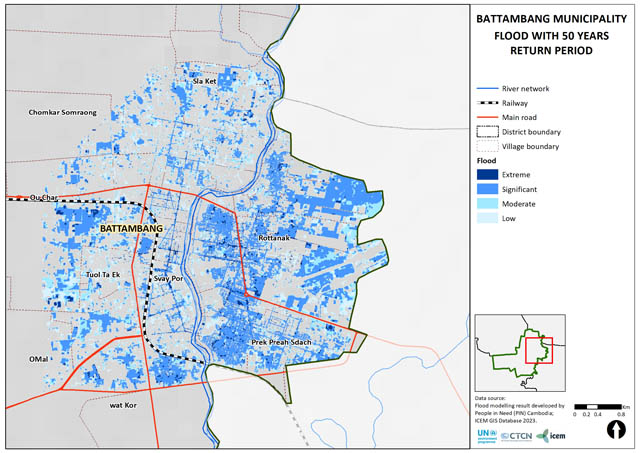 BATTAMBANG MUNICIPALITY
FLOOD WITH 50 YEARS
RETURN PERIOD
River network
Railway
Main road
District boundary
Village boundary
Flood
Extreme
Significant
Moderate
Low
Sla Ket
Chomkar Somraong
Ou Char
BATTAMBANG
Rottanak
Tuol Ta Ek
Svay Por
Prek Preah Sdach
OMal
wat Kor
Data source:
Flood modelling result developed by
People in Need (PIN) Cambodia;
ICEM GIS Database 2023.
0 0.2 0.4 0.8
Km
UN
environment
programme
CTCN
icem